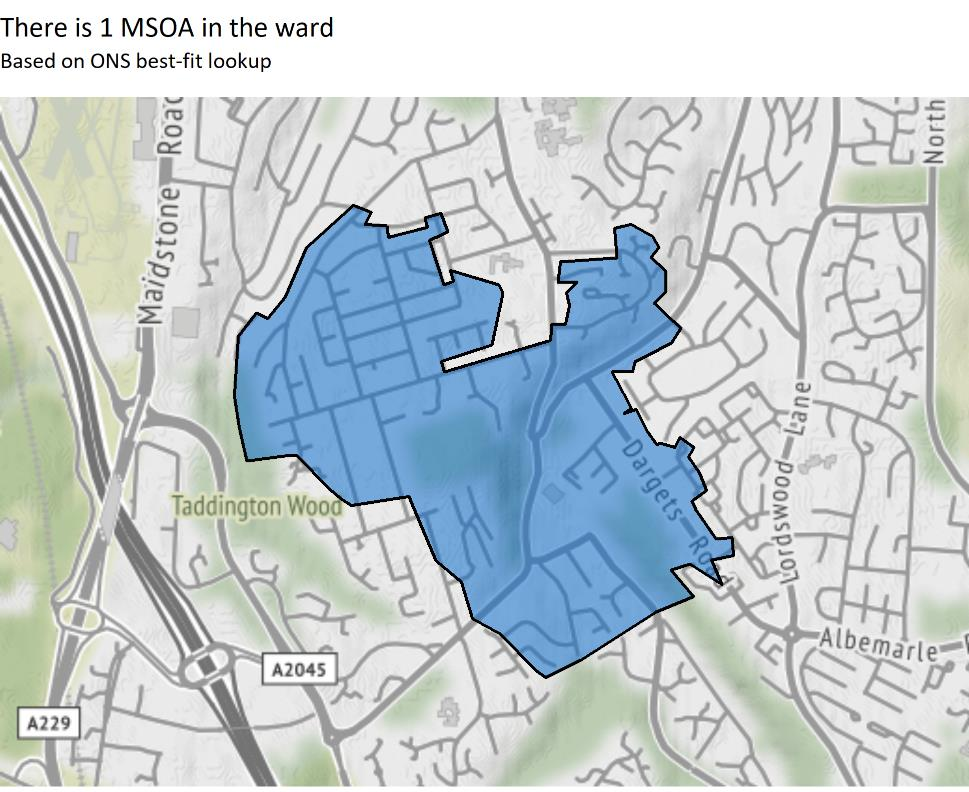 There is 1 MSOA in the ward
Based on ONS best-fit lookup
Maidstone Road
North
Lordswood Lane
Dargets Road
Taddington Wood
Albemarle
A2045
A229